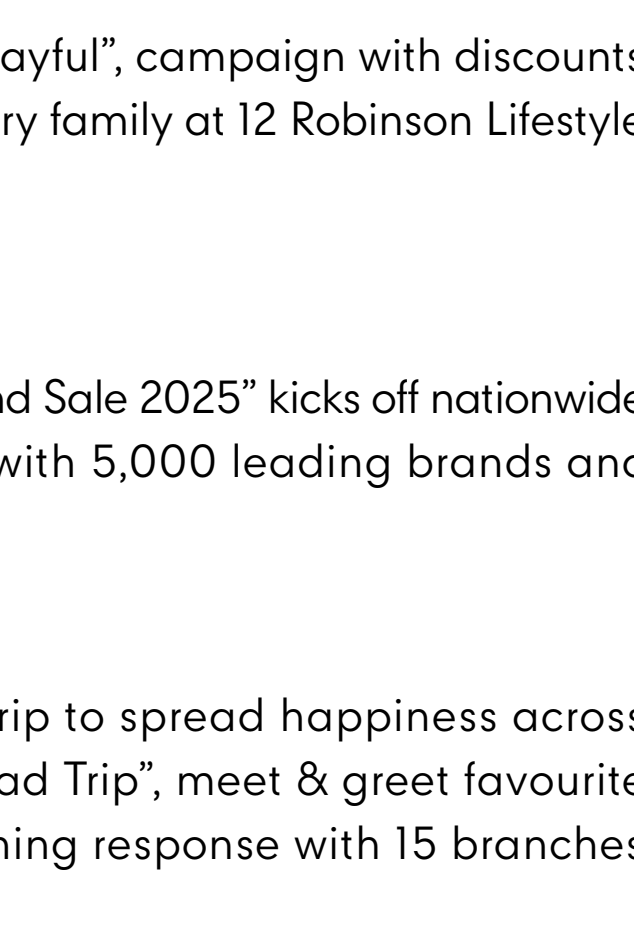 ayful”, campaign with discounts
ry family at 12 Robinson Lifestyle
nd Sale 2025” kicks off nationwide
with 5,000 leading brands and
rip to spread happiness across
ad Trip”, meet & greet favourite
ning response with 15 branches